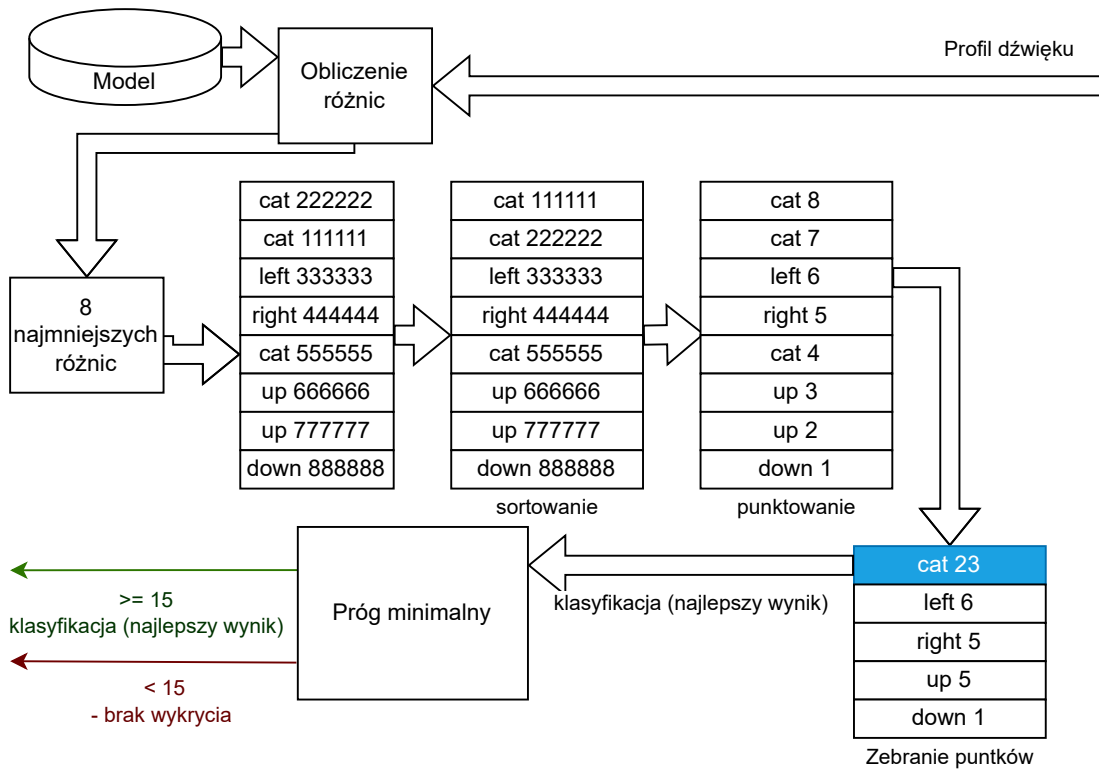 Model
Obliczenie
różnic
Profil dźwięku
8
najmniejszych
różnic
cat 222222
cat 111111
left 333333
right 444444
cat 555555
up 666666
up 777777
down 888888
cat 111111
cat 222222
left 333333
right 444444
cat 555555
up 666666
up 777777
down 888888
sortowanie
cat 8
cat 7
left 6
right 5
cat 4
up 3
up 2
down 1
punktowanie
cat 23
left 6
right 5
up 5
down 1
Zebranie puntków
klasyfikacja (najlepszy wynik)
Próg minimalny
>= 15
klasyfikacja (najlepszy wynik)
< 15
- brak wykrycia